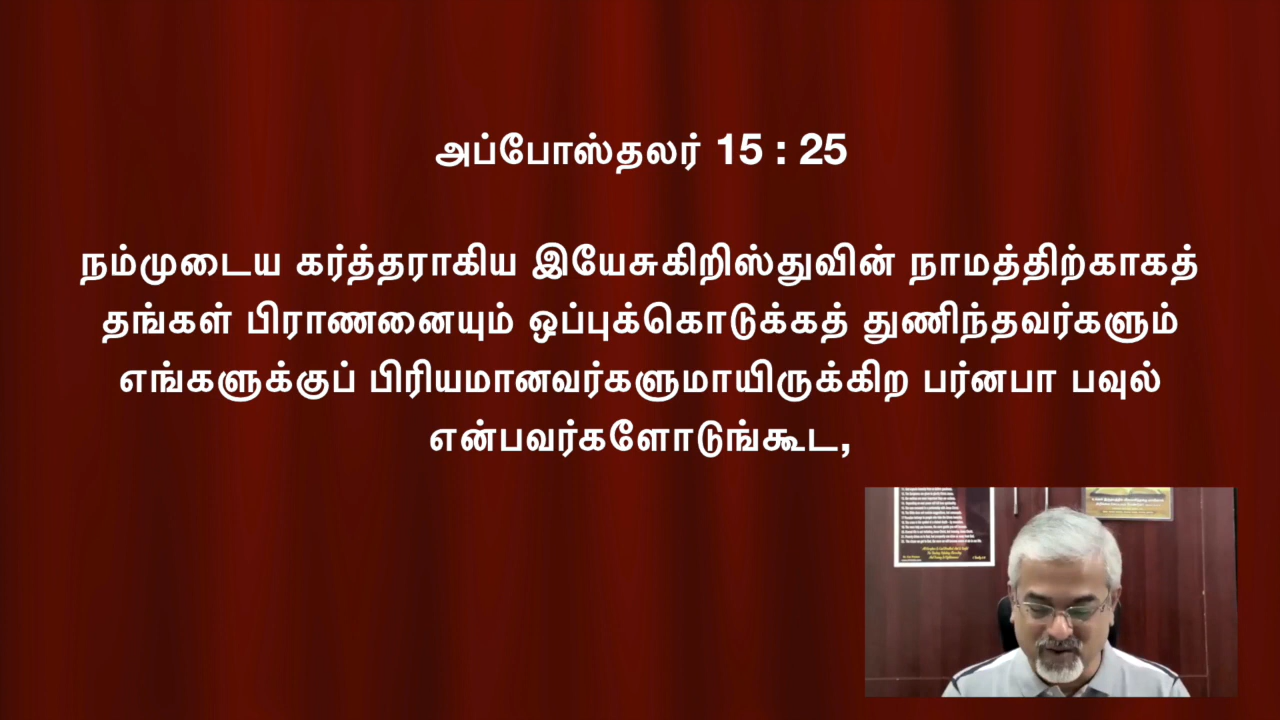 அப்போஸ்தலர் 15 : 25
நம்முடைய கர்த்தராகிய இயேசுகிறிஸ்துவின் நாமத்திற்காகத்
தங்கள் பிராணனையும் ஒப்புக்கொடுக்கத் துணிந்தவர்களும்
எங்களுக்குப் பிரியமானவர்களுமாயிருக்கிற பர்னபா பவுல்
என்பவர்களோடுங்கூட,